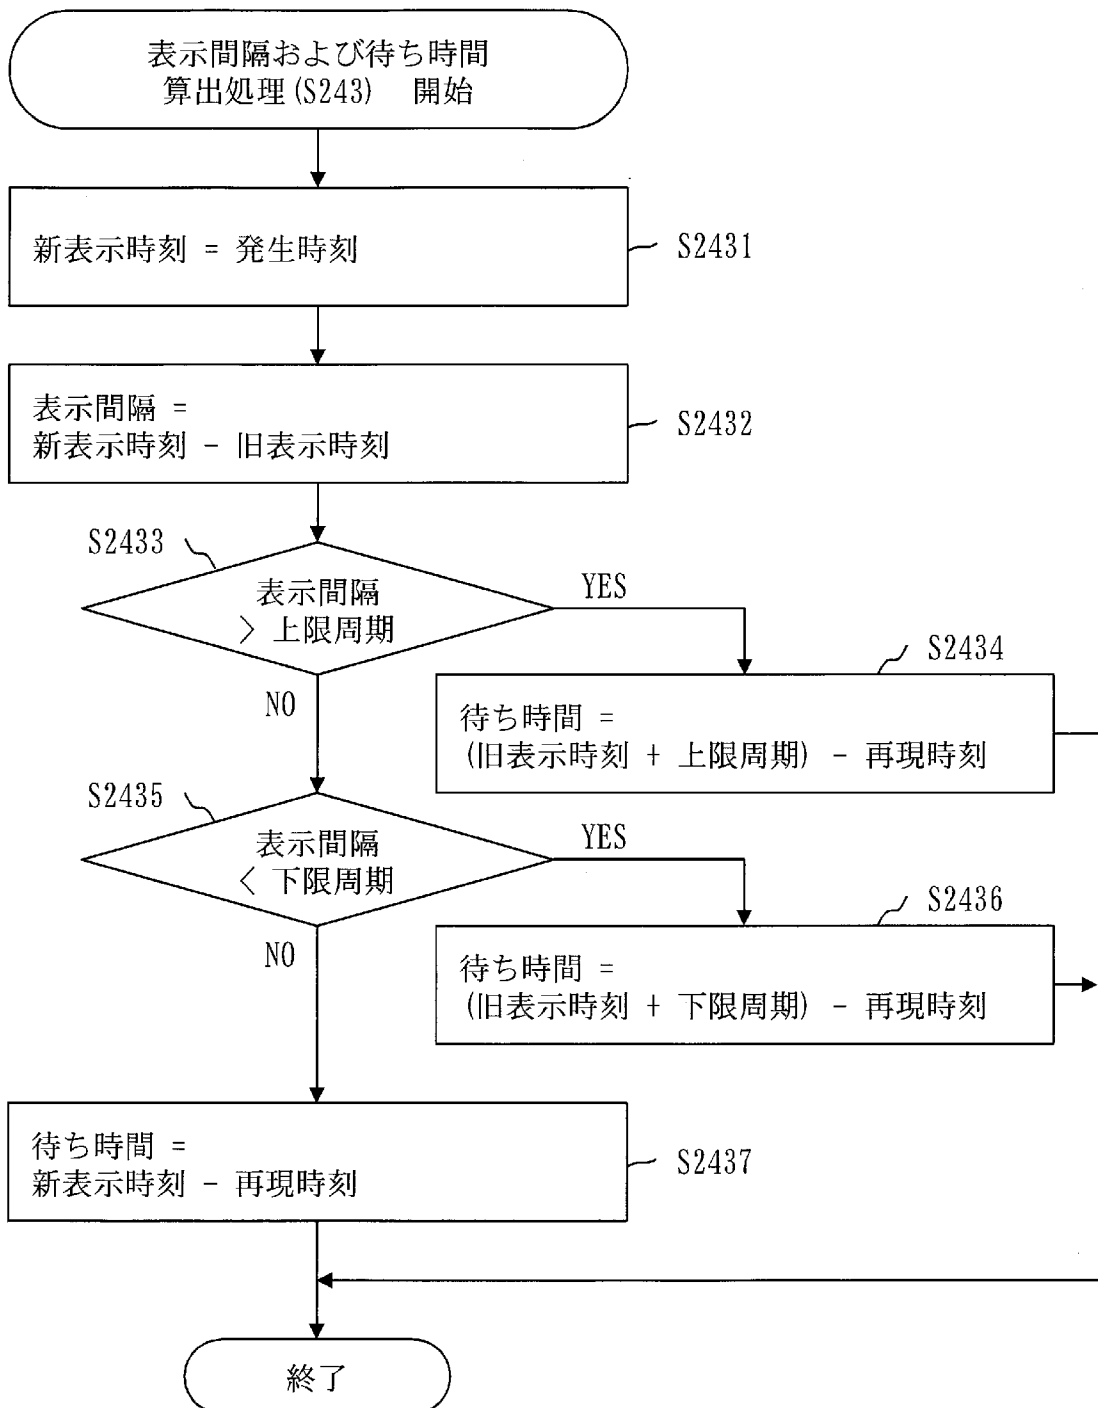 表示間隔および待ち時間
算出処理(S243) 開始
新表示時刻 = 発生時刻
S2431
表示間隔 =
新表示時刻 - 旧表示時刻
S2432
S2433
表示間隔
> 上限周期
YES
NO
S2434
待ち時間 =
(旧表示時刻 + 上限周期) - 再現時刻
S2435
表示間隔
< 下限周期
YES
NO
S2436
待ち時間 =
(旧表示時刻 + 下限周期) - 再現時刻
待ち時間 =
新表示時刻 - 再現時刻
S2437
終了